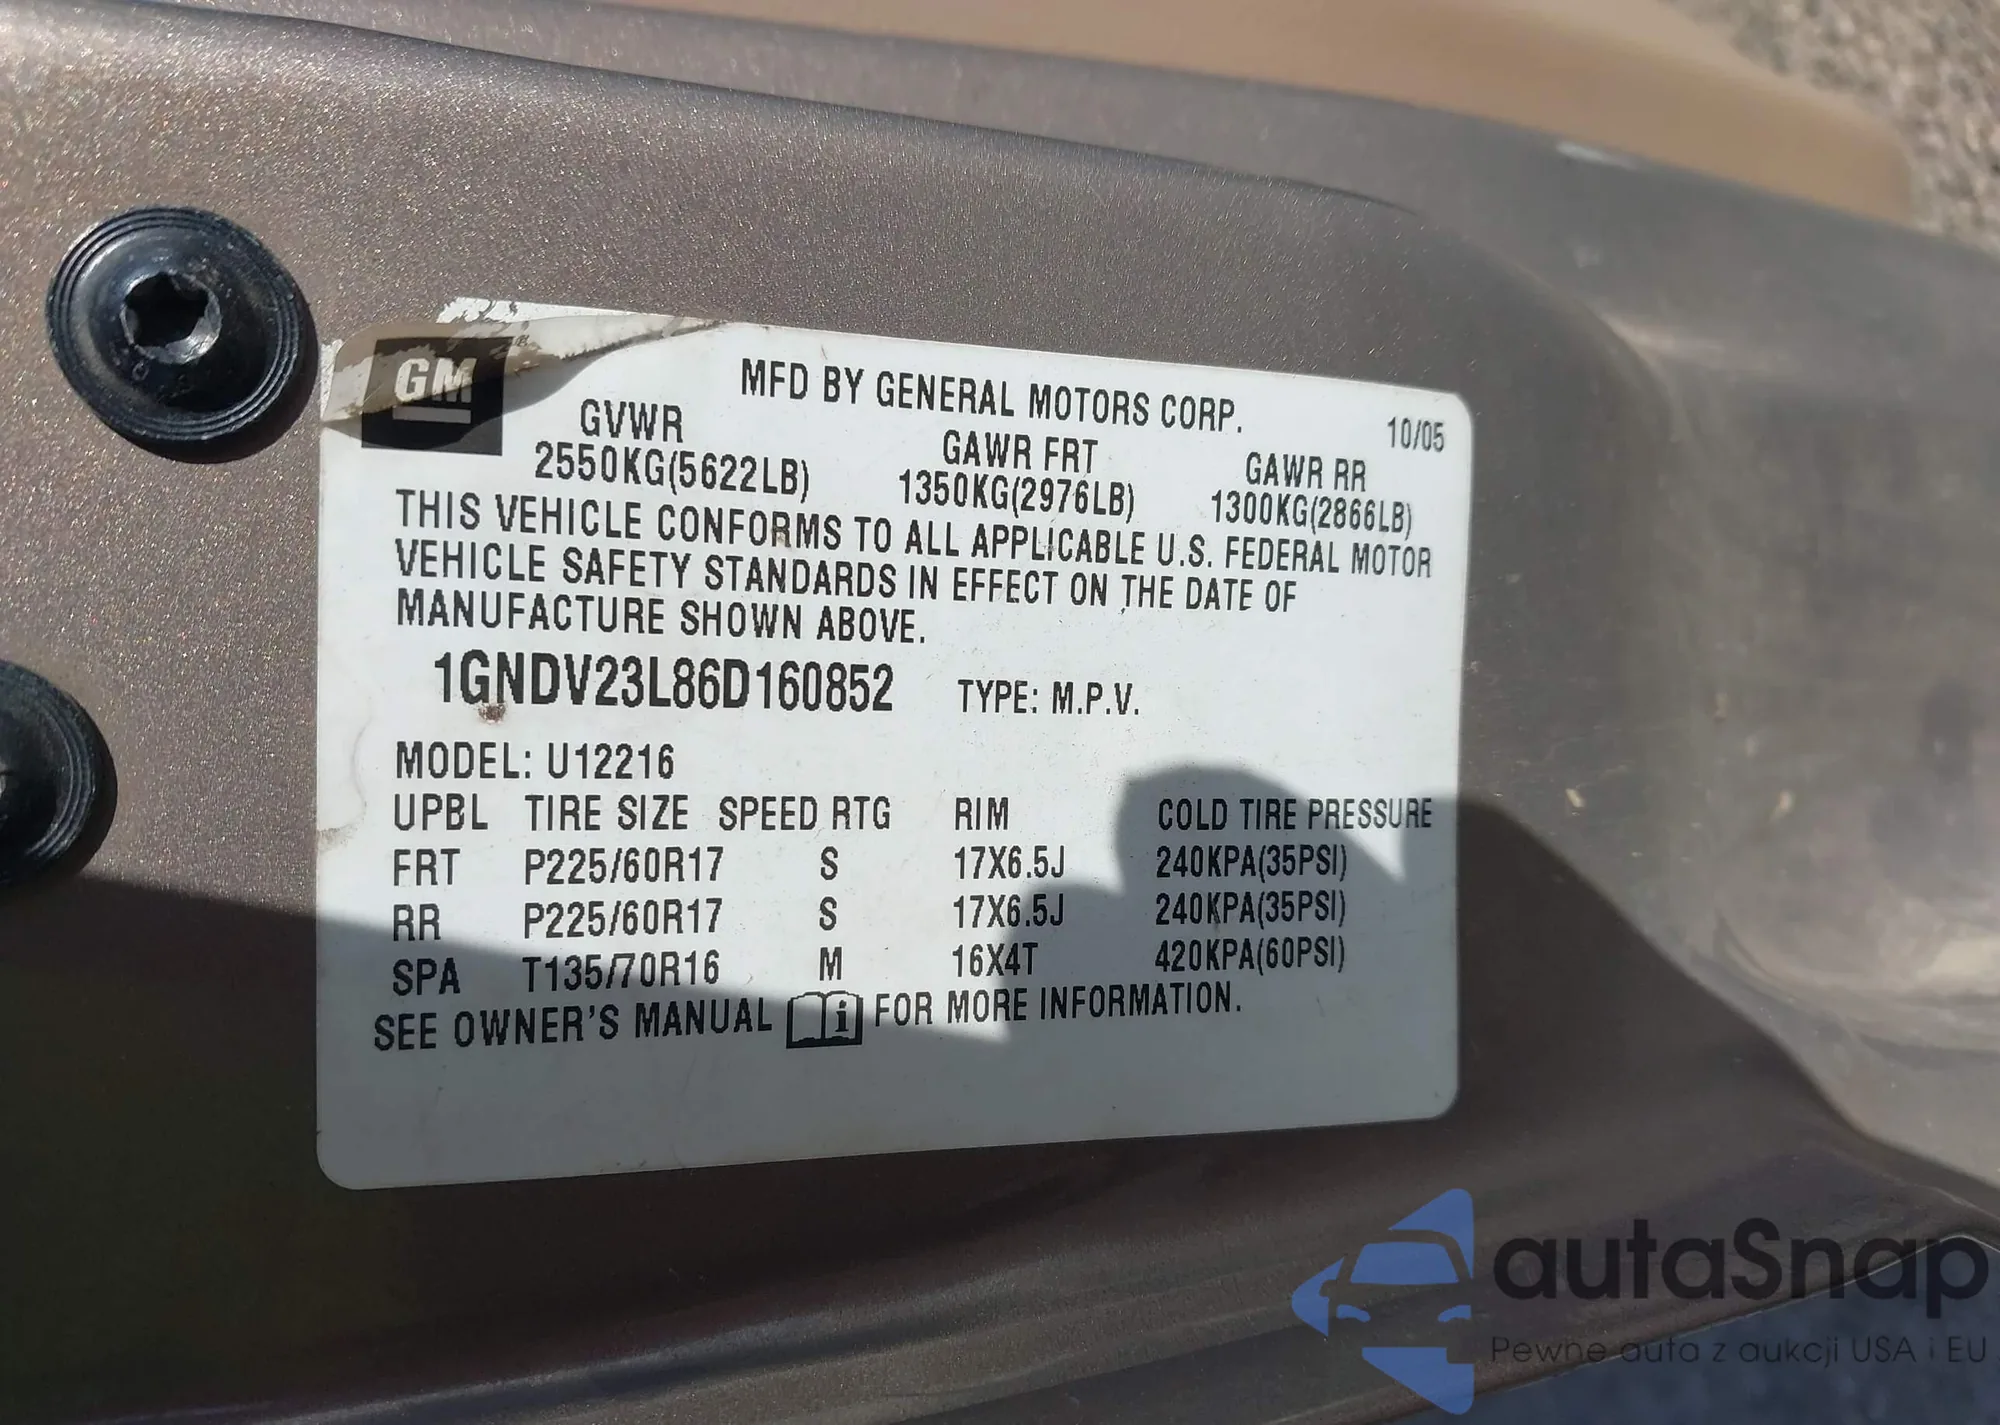 GM
MFD BY GENERAL MOTORS CORP.
10/05
GVWR GAWR FRT GAWR RR
2550KG(5622LB) 1350KG(2976LB) 1300KG(2866LB)
THIS VEHICLE CONFORMS TO ALL APPLICABLE U.S. FEDERAL MOTOR
VEHICLE SAFETY STANDARDS IN EFFECT ON THE DATE OF
MANUFACTURE SHOWN ABOVE.
1GNDV23L86D160852 TYPE: M.P.V.
MODEL: U12216
UPBL TIRE SIZE SPEED RTG RIM COLD TIRE PRESSURE
FRT P225/60R17 S 17X6.5J 240KPA(35PSI)
RR P225/60R17 S 17X6.5J 240KPA(35PSI)
SPA T135/70R16 M 16X4T 420KPA(60PSI)
SEE OWNER'S MANUAL i FOR MORE INFORMATION.
autaSnap
Pewne auta z aukcji USA i EU